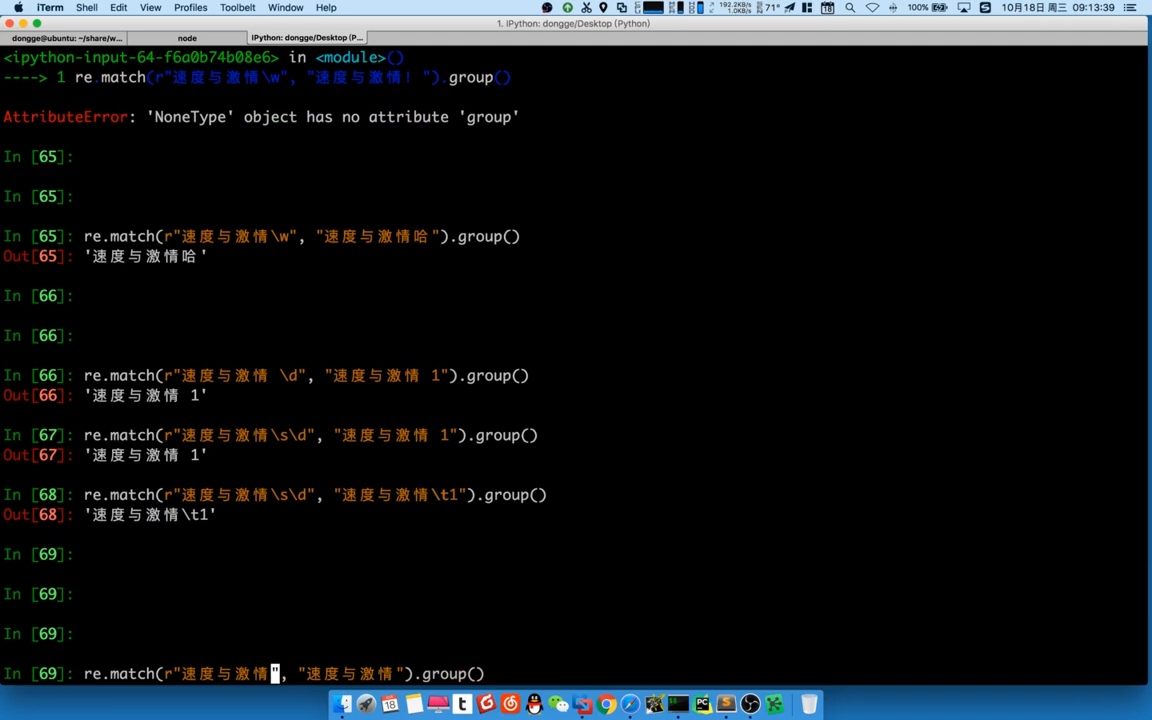 iTerm Shell Edit View Profiles Toolbelt Window Help 192.2KB/s 1.0KB/s 71° 18 100% 10月18日 周三 09:13:39
1. IPython: dongge/Desktop (Python)
dongge@ubuntu: ~/share/w... node IPython: dongge/Desktop (P...
<ipython-input-64-f6a0b74b08e6> in <module>()
----> 1 re.match(r"速度与激情\w", "速度与激情！").group()
AttributeError: 'NoneType' object has no attribute 'group'
In [65]:
In [65]:
In [65]: re.match(r"速度与激情\w", "速度与激情哈").group()
Out[65]: '速度与激情哈'
In [66]:
In [66]:
In [66]: re.match(r"速度与激情 \d", "速度与激情 1").group()
Out[66]: '速度与激情 1'
In [67]: re.match(r"速度与激情\s\d", "速度与激情 1").group()
Out[67]: '速度与激情 1'
In [68]: re.match(r"速度与激情\s\d", "速度与激情\t1").group()
Out[68]: '速度与激情\t1'
In [69]:
In [69]:
In [69]:
In [69]: re.match(r"速度与激情", "速度与激情").group()